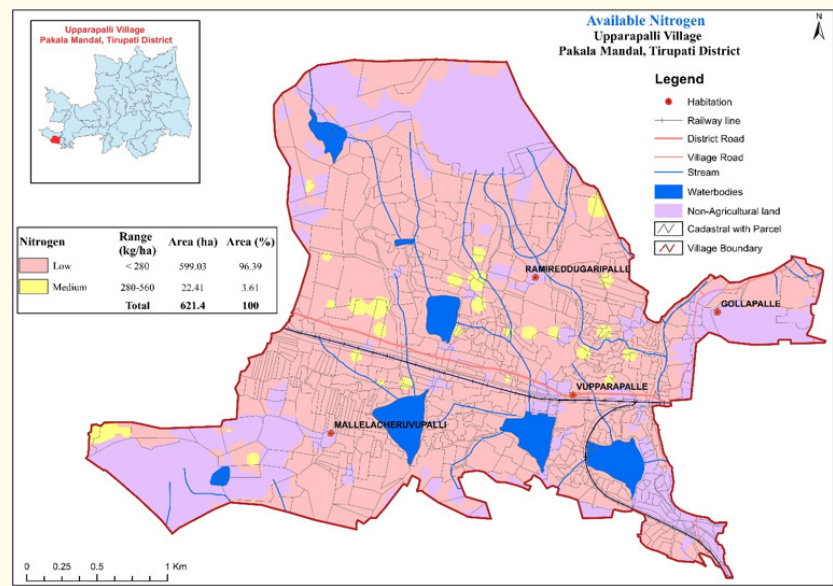 Upparapalli Village
Pakala Mandal, Tirupati District
Available Nitrogen
Upparapalli Village
Pakala Mandal, Tirupati District
N
Legend
Habitation
Railway line
District Road
Village Road
Stream
Waterbodies
Non-Agricultural land
Cadastral with Parcel
Village Boundary
Nitrogen Range (kg/ha) Area (ha) Area (%)
Low < 280 599.03 96.39
Medium 280-560 22.41 3.61
Total 621.4 100
RAMIREDDUGARIPALLE
GOLLAPALLE
VUPPARAPALLE
MALLELACHERUVUPALLI
0 0.25 0.5 1 Km